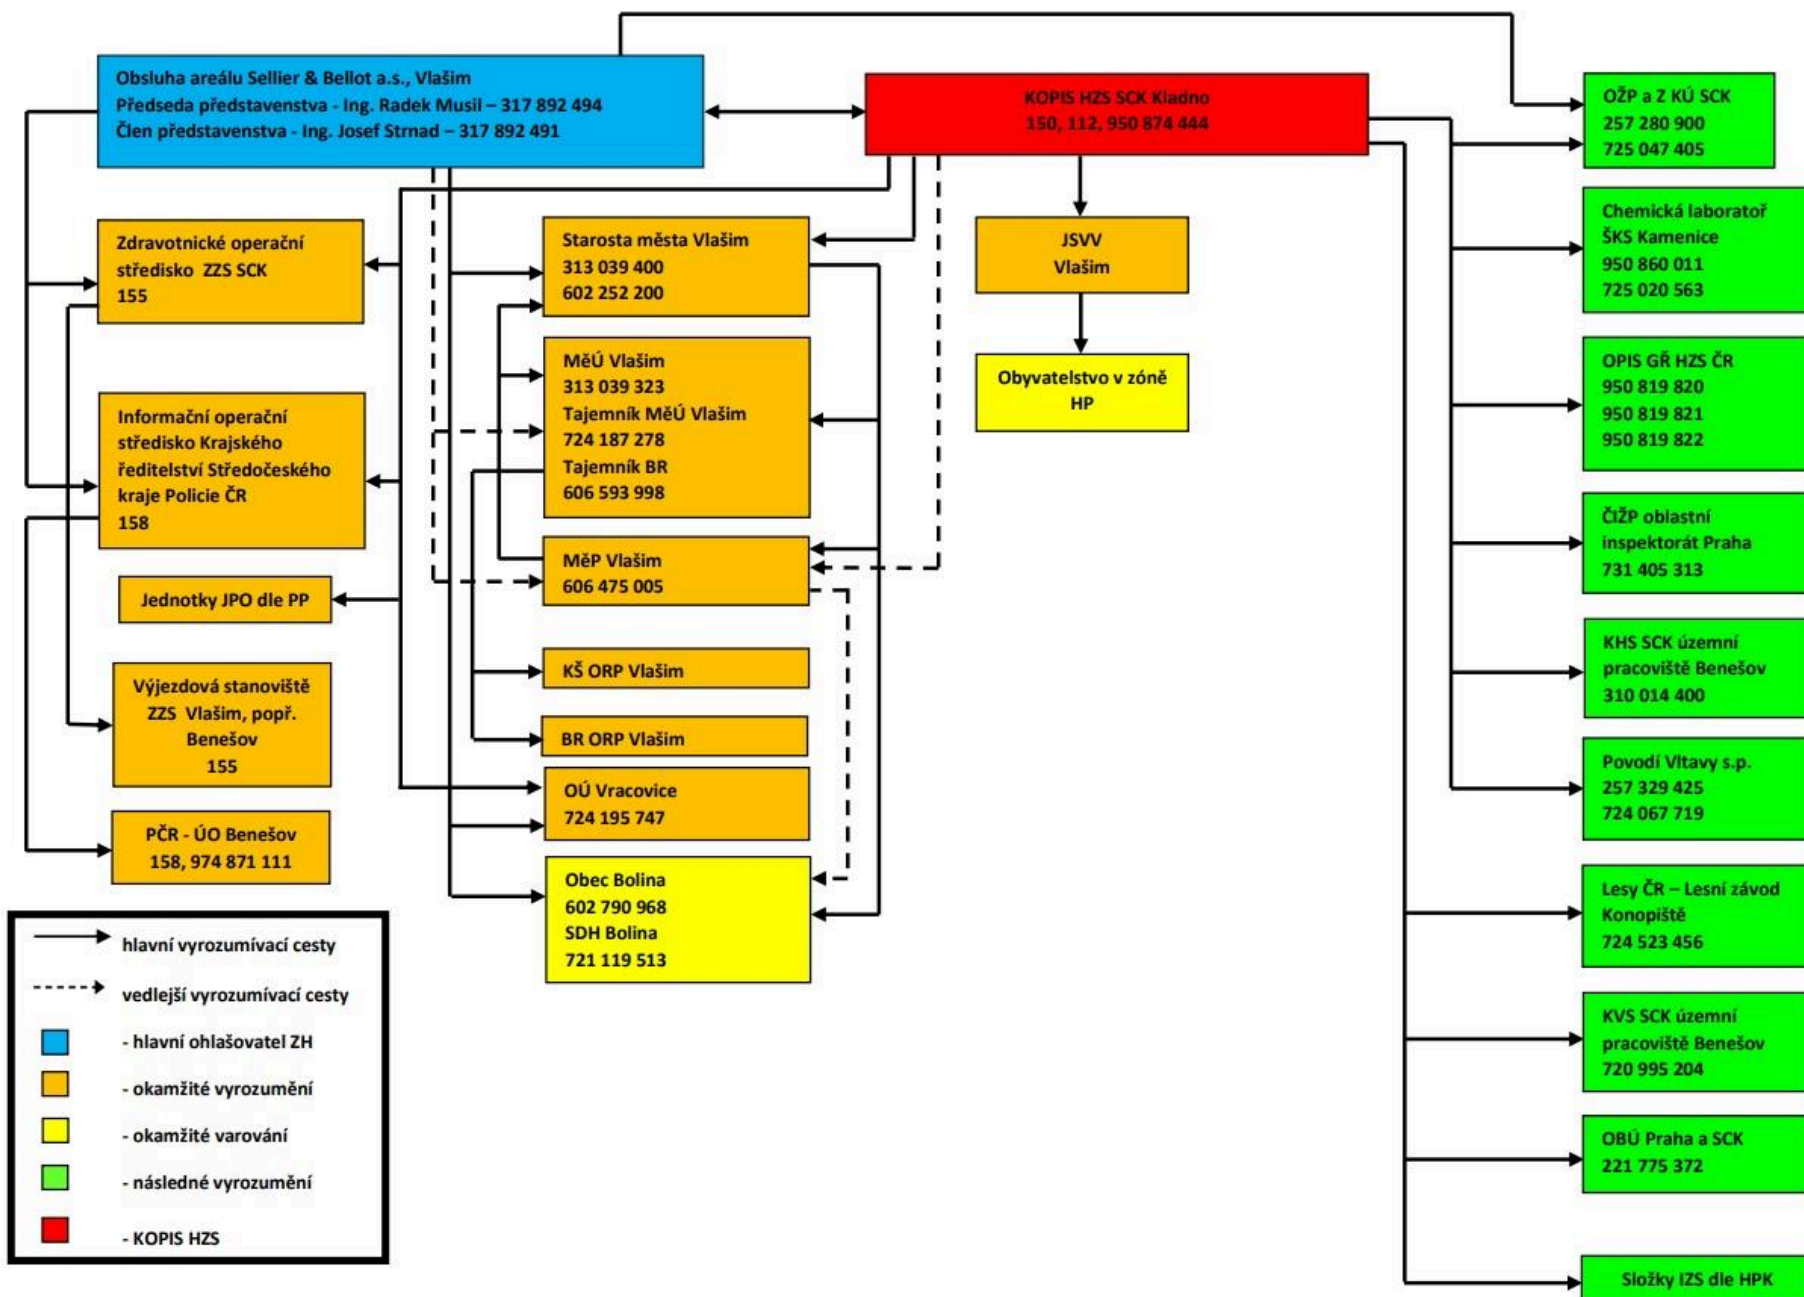 Obsluha areálu Sellier & Bellot a.s., Vlašim
Předseda představenstva - Ing. Radek Musil – 317 892 494
Člen představenstva - Ing. Josef Strnad – 317 892 491
KOPIS HZS SCK Kladno
150, 112, 950 874 444
OŽP a Z KÚ SCK
257 280 900
725 047 405
Zdravotnické operační
středisko ZZS SCK
155
Starosta města Vlašim
313 039 400
602 252 200
JSVV
Vlašim
Chemická laboratoř
ŠKS Kamenice
950 860 011
725 020 563
MěÚ Vlašim
313 039 323
Tajemník MěÚ Vlašim
724 187 278
Tajemník BR
606 593 998
Obyvatelstvo v zóně
HP
OPIS GŘ HZS ČR
950 819 820
950 819 821
950 819 822
Informační operační
středisko Krajského
ředitelství Středočeského
kraje Policie ČR
158
MěP Vlašim
606 475 005
ČIŽP oblastní
inspektorát Praha
731 405 313
Jednotky JPO dle PP
KŠ ORP Vlašim
KHS SCK územní
pracoviště Benešov
310 014 400
Výjezdová stanoviště
ZZS Vlašim, popř.
Benešov
155
BR ORP Vlašim
Povodí Vltavy s.p.
257 329 425
724 067 719
OÚ Vracovice
724 195 747
PČR - ÚO Benešov
158, 974 871 111
Obec Bolina
602 790 968
SDH Bolina
721 119 513
Lesy ČR – Lesní závod
Konopiště
724 523 456
KVS SCK územní
pracoviště Benešov
720 995 204
OBÚ Praha a SCK
221 775 372
Složky IZS dle HPK
hlavní vyrozumívací cesty
vedlejší vyrozumívací cesty
- hlavní ohlašovatel ZH
- okamžité vyrozumění
- okamžité varování
- následné vyrozumění
- KOPIS HZS